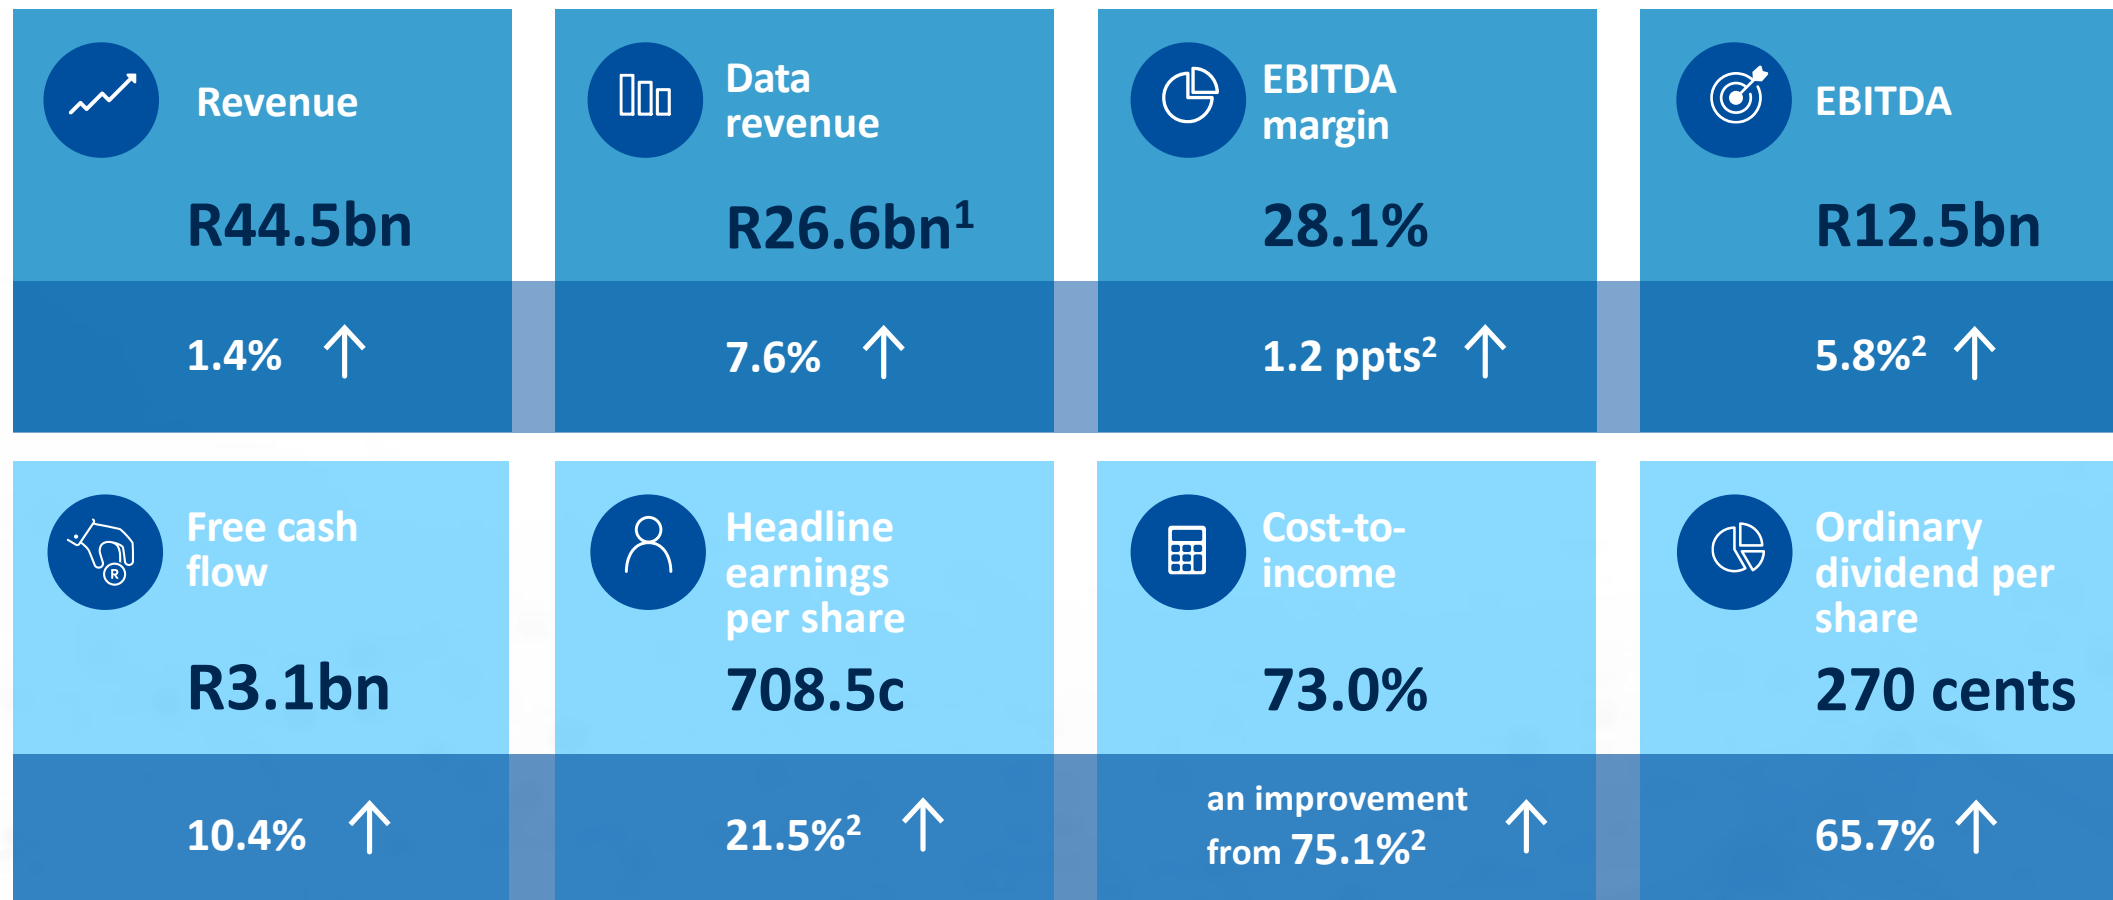 Revenue
R44.5bn
1.4%
Data
revenue
R26.6bn¹
7.6%
EBITDA
margin
28.1%
1.2 ppts²
EBITDA
R12.5bn
5.8%²
Free cash
flow
R
R3.1bn
10.4%
Headline
earnings
per share
708.5c
21.5%²
Cost-to-
income
73.0%
an improvement
from 75.1%²
Ordinary
dividend per
share
270 cents
65.7%